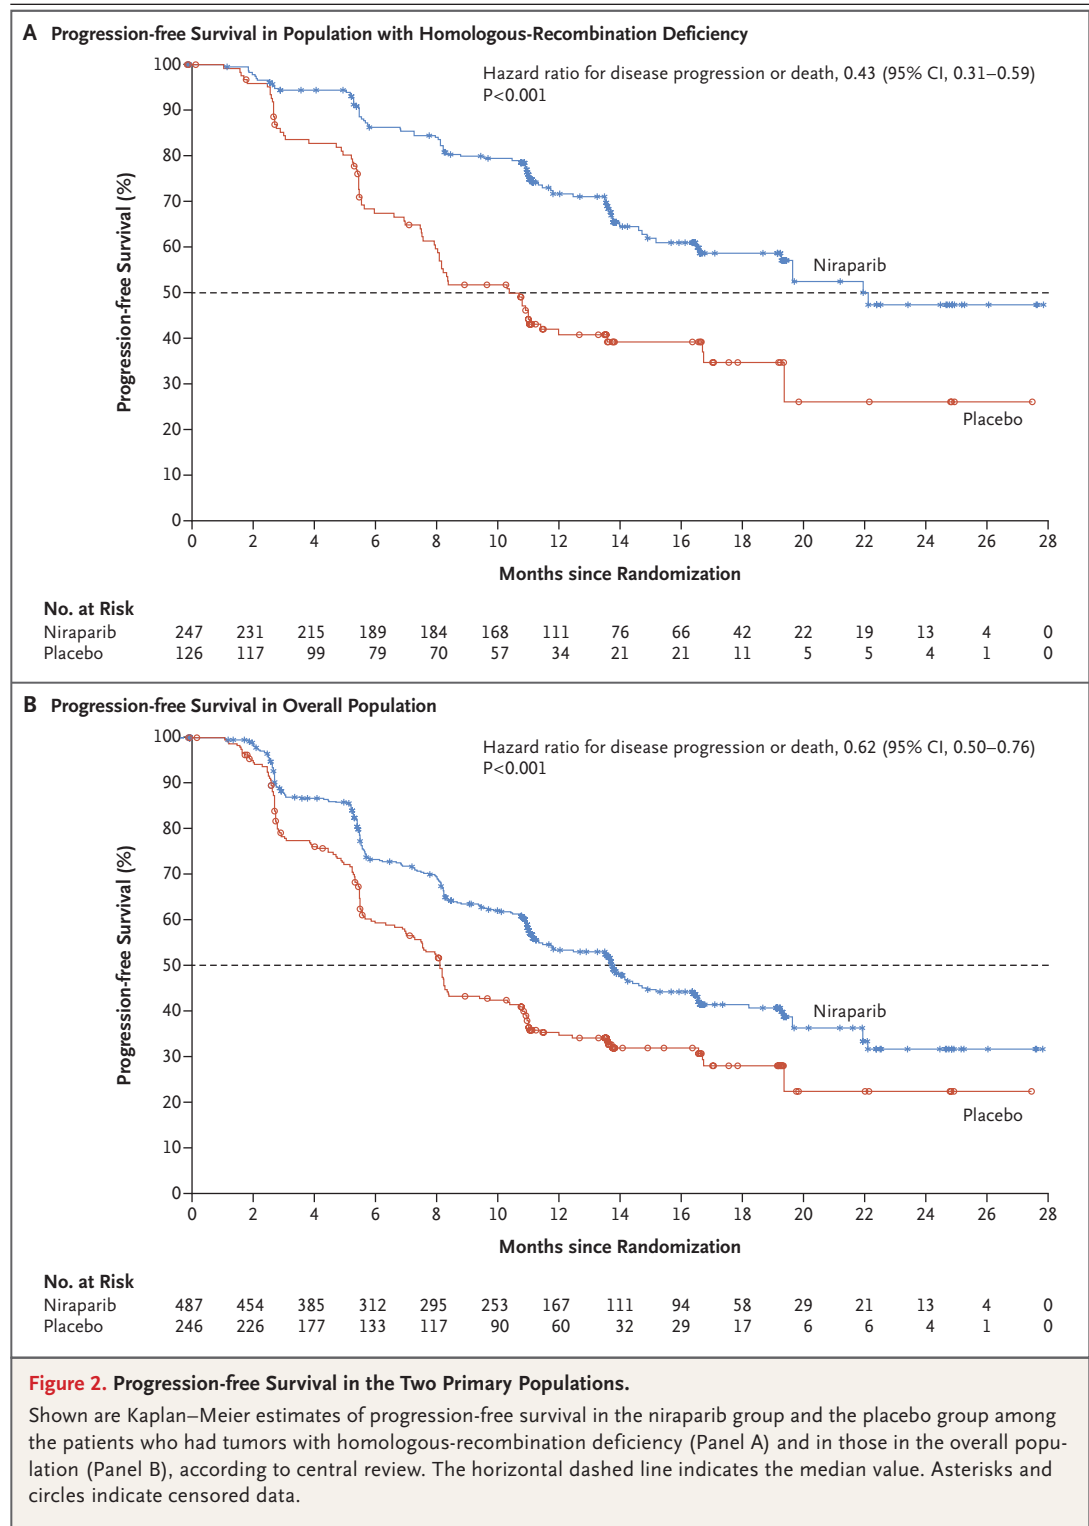 A Progression-free Survival in Population with Homologous-Recombination Deficiency
Hazard ratio for disease progression or death, 0.43 (95% CI, 0.31–0.59)
P<0.001
Progression-free Survival (%)
100
90
80
70
60
50
40
30
20
10
0
Niraparib
Placebo
0 2 4 6 8 10 12 14 16 18 20 22 24 26 28
Months since Randomization
No. at Risk
Niraparib 247 231 215 189 184 168 111 76 66 42 22 19 13 4 0
Placebo 126 117 99 79 70 57 34 21 21 11 5 5 4 1 0
B Progression-free Survival in Overall Population
Hazard ratio for disease progression or death, 0.62 (95% CI, 0.50–0.76)
P<0.001
Progression-free Survival (%)
100
90
80
70
60
50
40
30
20
10
0
Niraparib
Placebo
0 2 4 6 8 10 12 14 16 18 20 22 24 26 28
Months since Randomization
No. at Risk
Niraparib 487 454 385 312 295 253 167 111 94 58 29 21 13 4 0
Placebo 246 226 177 133 117 90 60 32 29 17 6 6 4 1 0
Figure 2. Progression-free Survival in the Two Primary Populations.
Shown are Kaplan–Meier estimates of progression-free survival in the niraparib group and the placebo group among
the patients who had tumors with homologous-recombination deficiency (Panel A) and in those in the overall popu-
lation (Panel B), according to central review. The horizontal dashed line indicates the median value. Asterisks and
circles indicate censored data.